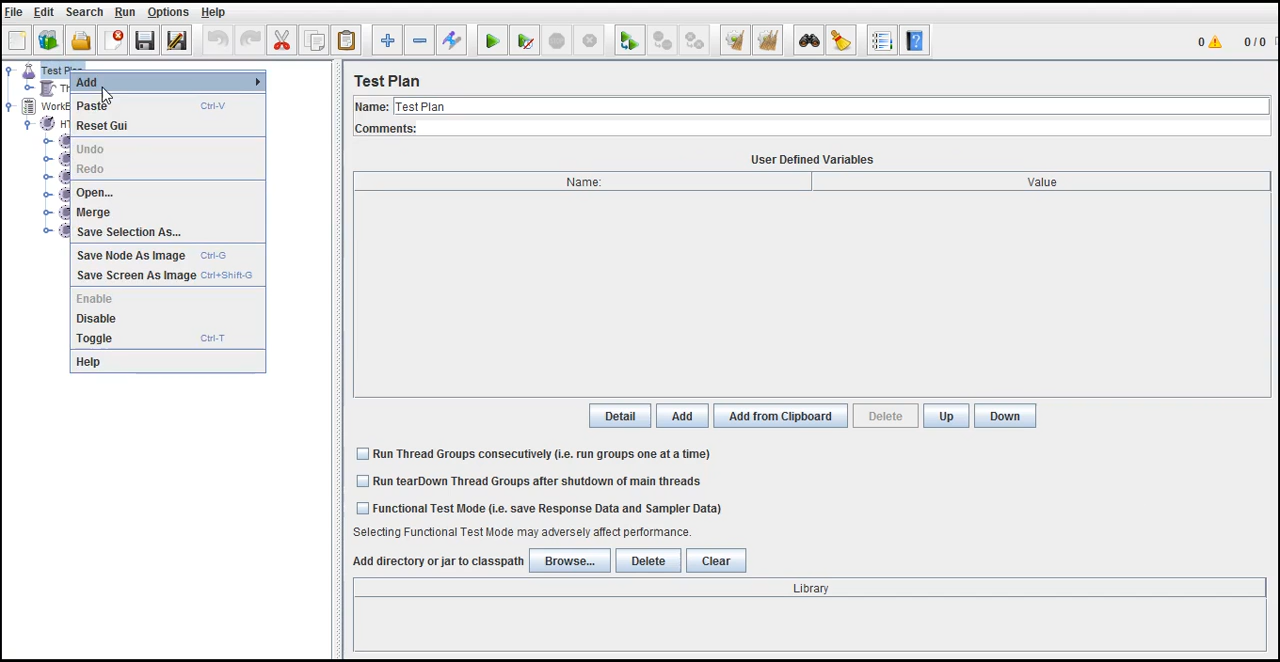 File Edit Search Run Options Help
0 0 / 0
Test Plan
Add
Paste Ctrl-V
Reset Gui
Undo
Redo
Open...
Merge
Save Selection As...
Save Node As Image Ctrl-G
Save Screen As Image Ctrl+Shift-G
Enable
Disable
Toggle Ctrl-T
Help
Test Plan
Name: Test Plan
Comments:
User Defined Variables
Name: Value
Detail Add Add from Clipboard Delete Up Down
Run Thread Groups consecutively (i.e. run groups one at a time)
Run tearDown Thread Groups after shutdown of main threads
Functional Test Mode (i.e. save Response Data and Sampler Data)
Selecting Functional Test Mode may adversely affect performance.
Add directory or jar to classpath Browse... Delete Clear
Library